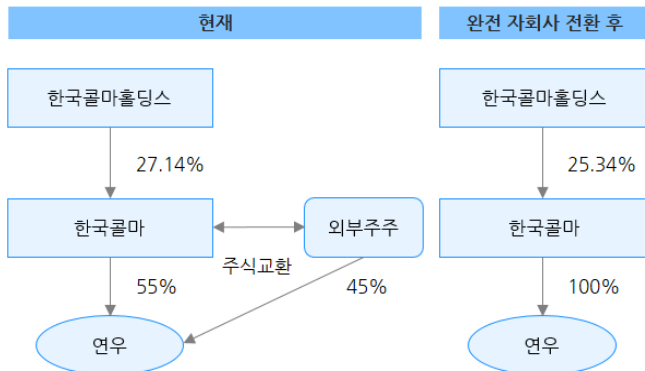 현재
완전 자회사 전환 후
한국콜마홀딩스
한국콜마홀딩스
27.14%
25.34%
한국콜마
외부주주
한국콜마
주식교환
55%
45%
100%
연우
연우